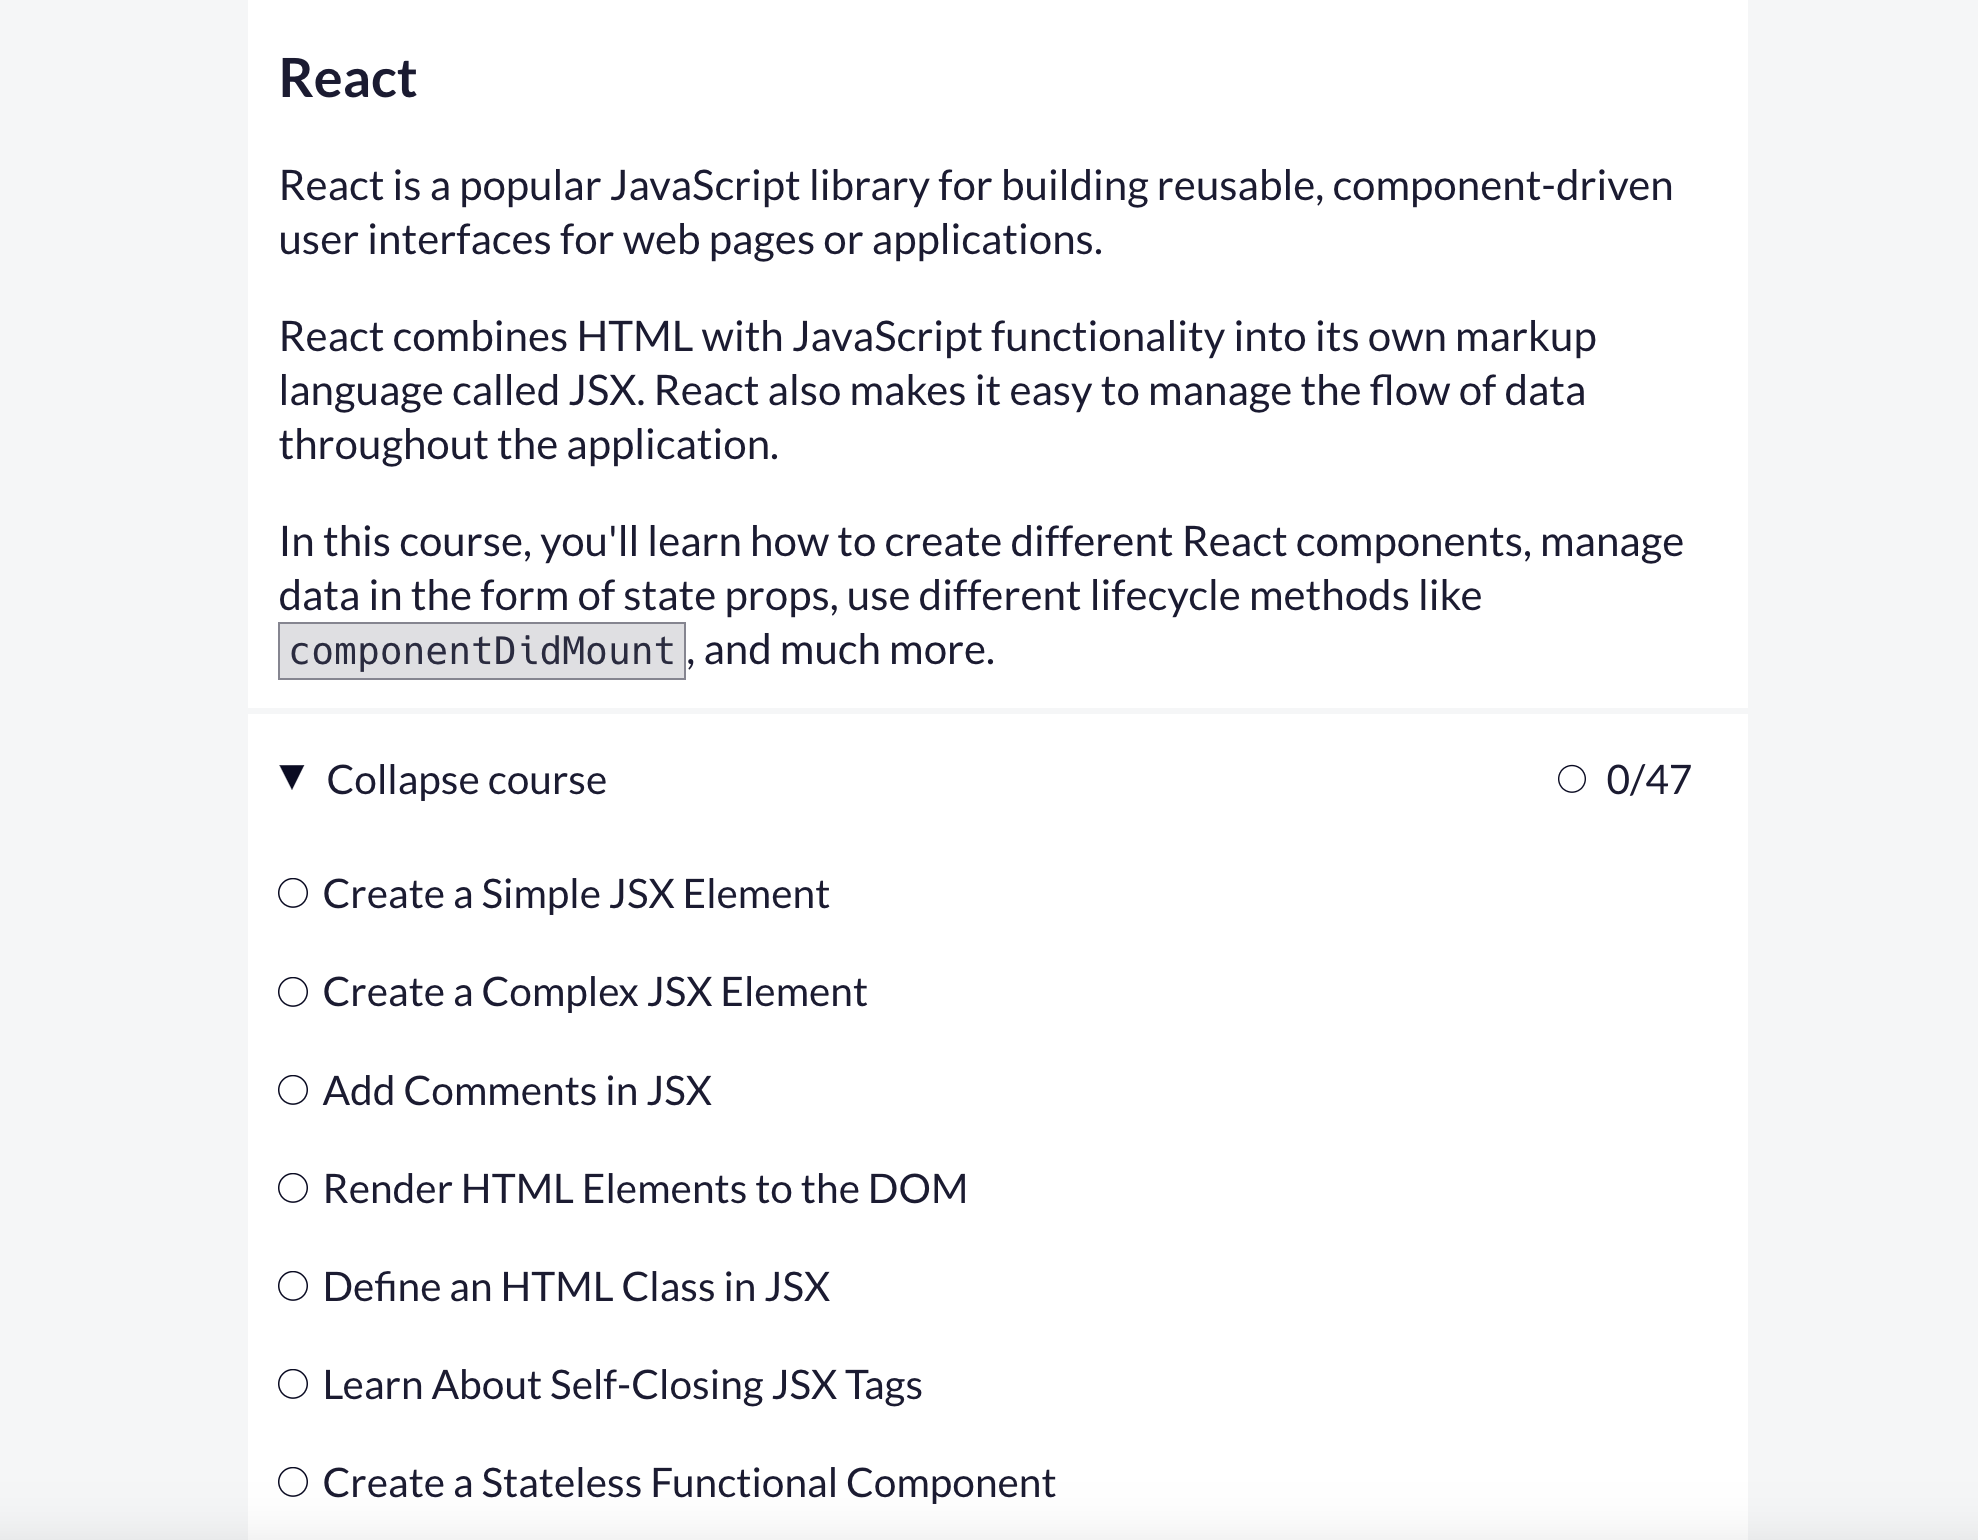 React
React is a popular JavaScript library for building reusable, component-driven
user interfaces for web pages or applications.
React combines HTML with JavaScript functionality into its own markup
language called JSX. React also makes it easy to manage the flow of data
throughout the application.
In this course, you'll learn how to create different React components, manage
data in the form of state props, use different lifecycle methods like
componentDidMount, and much more.
Collapse course 0/47
Create a Simple JSX Element
Create a Complex JSX Element
Add Comments in JSX
Render HTML Elements to the DOM
Define an HTML Class in JSX
Learn About Self-Closing JSX Tags
Create a Stateless Functional Component